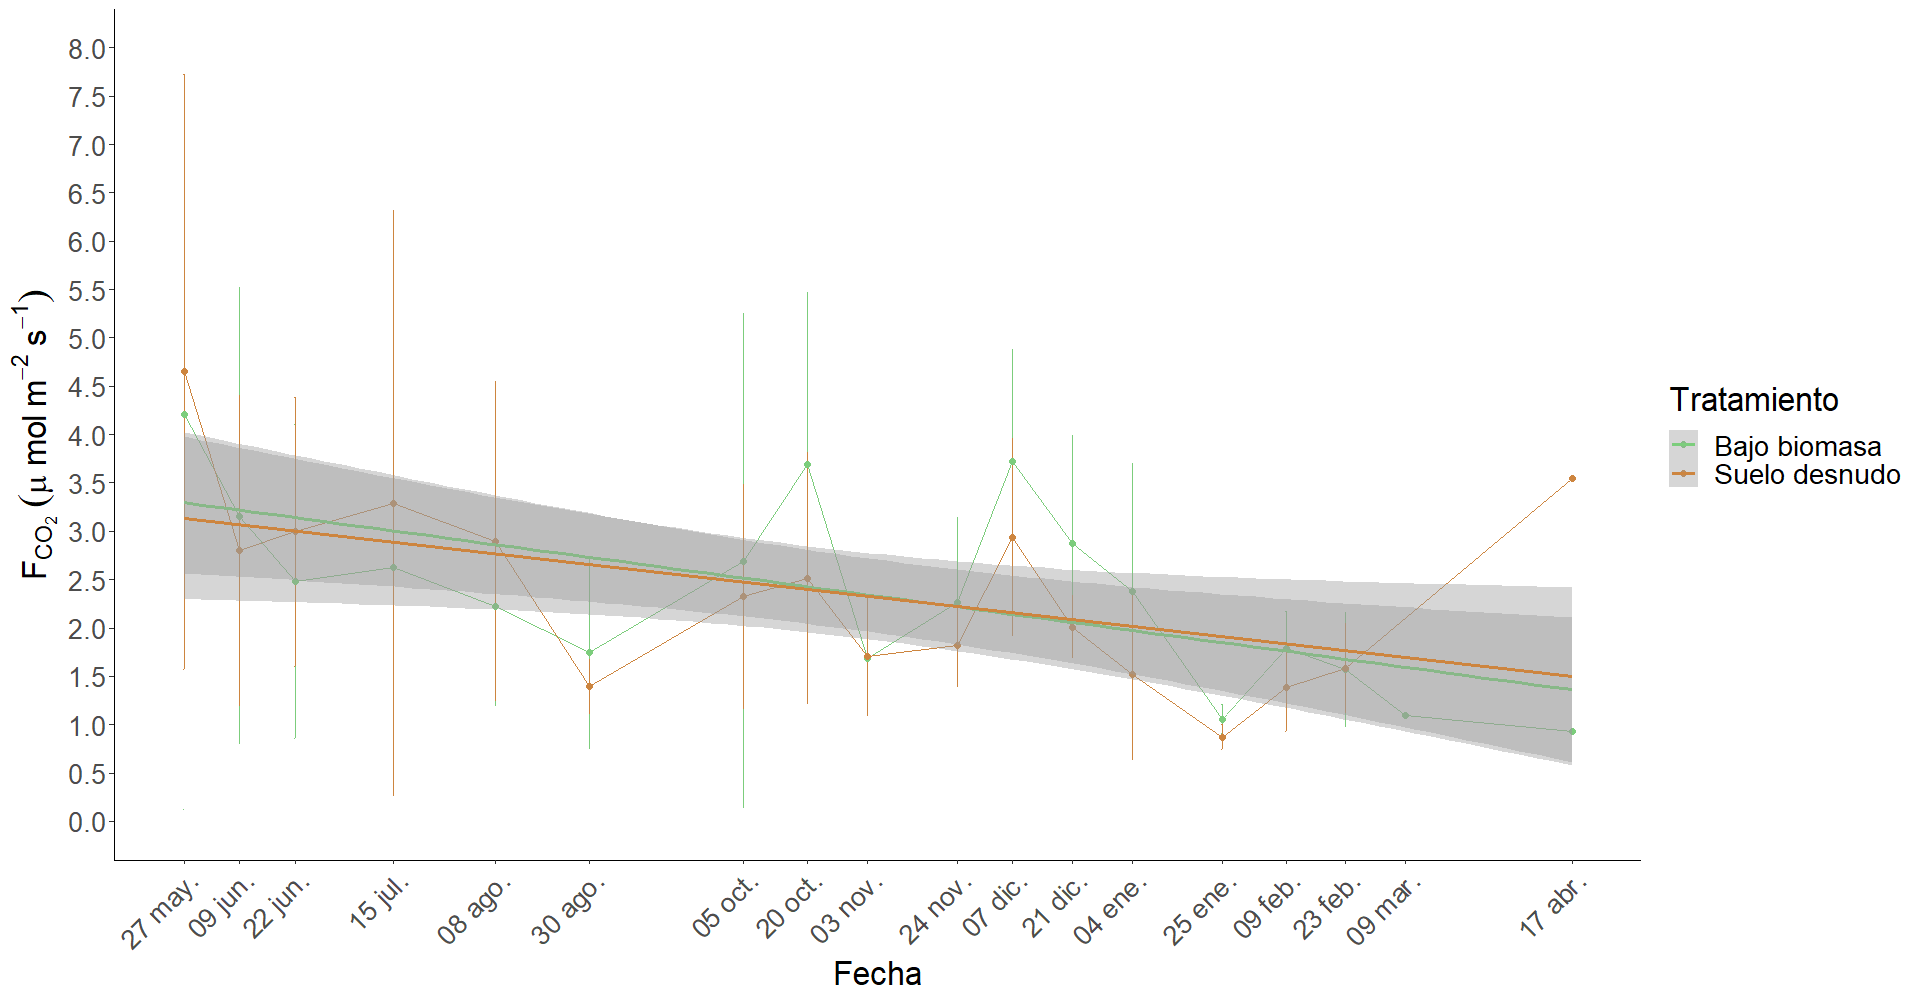 8.0
7.5
7.0
6.5
6.0
5.5
5.0
4.5
4.0
3.5
3.0
2.5
2.0
1.5
1.0
0.5
0.0
F_CO₂ (μ mol m⁻² s⁻¹)
27 may.
09 jun.
22 jun.
15 jul.
08 ago.
30 ago.
05 oct.
20 oct.
03 nov.
24 nov.
07 dic.
21 dic.
04 ene.
25 ene.
09 feb.
23 feb.
09 mar.
17 abr.
Fecha
Tratamiento
Bajo biomasa
Suelo desnudo